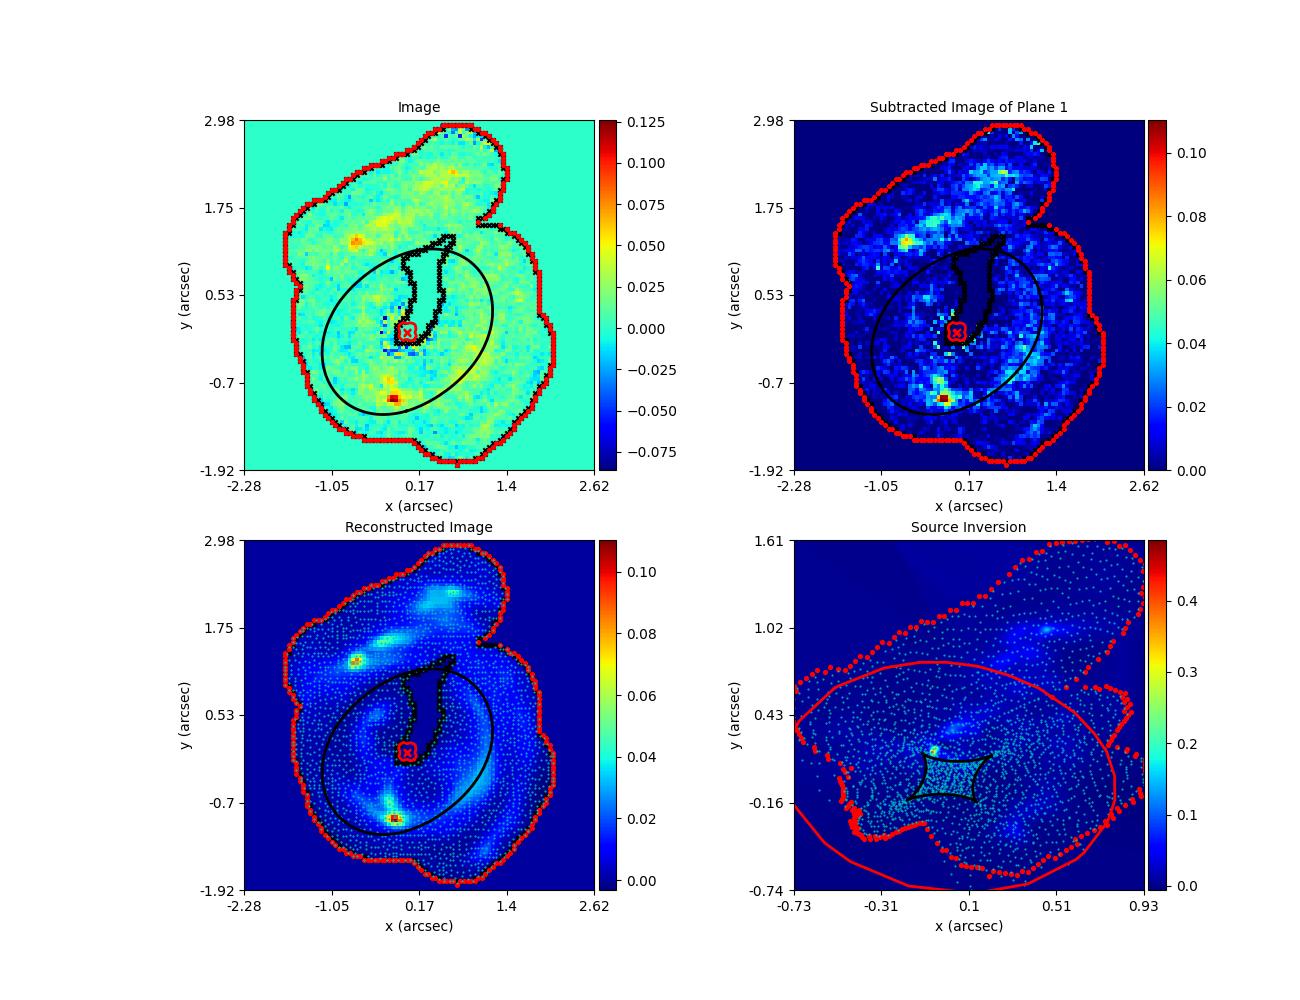 Image
2.98
1.75
0.53
-0.7
-1.92
y (arcsec)
-2.28 -1.05 0.17 1.4 2.62
x (arcsec)
0.125
0.100
0.075
0.050
0.025
0.000
−0.025
−0.050
−0.075
Subtracted Image of Plane 1
2.98
1.75
0.53
-0.7
-1.92
y (arcsec)
-2.28 -1.05 0.17 1.4 2.62
x (arcsec)
0.10
0.08
0.06
0.04
0.02
0.00
Reconstructed Image
2.98
1.75
0.53
-0.7
-1.92
y (arcsec)
-2.28 -1.05 0.17 1.4 2.62
x (arcsec)
0.10
0.08
0.06
0.04
0.02
0.00
Source Inversion
1.61
1.02
0.43
-0.16
-0.74
y (arcsec)
-0.73 -0.31 0.1 0.51 0.93
x (arcsec)
0.4
0.3
0.2
0.1
0.0